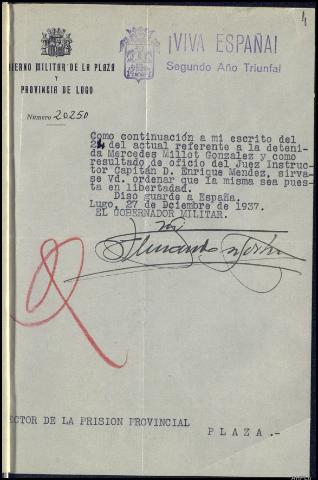 4
¡VIVA ESPAÑA!
Segundo Año Triunfal
BIERNO MILITAR DE LA PLAZA
Y
PROVINCIA DE LUGO
Número 20250
Como continuación a mi escrito del
24 del actual referente a la deteni-
da Mercedes Millot Gonzalez y como
resultado de oficio del Juez Instruc-
tor Capitán D. Enrique Mendez, sirva-
se Vd. ordenar que la misma sea pues-
ta en libertad.
Dios guarde a España.
Lugo, 27 de Dciembre de 1937.
EL GOBERNADOR MILITAR.
ECTOR DE LA PRISION PROVINCIAL
P L A Z A .-